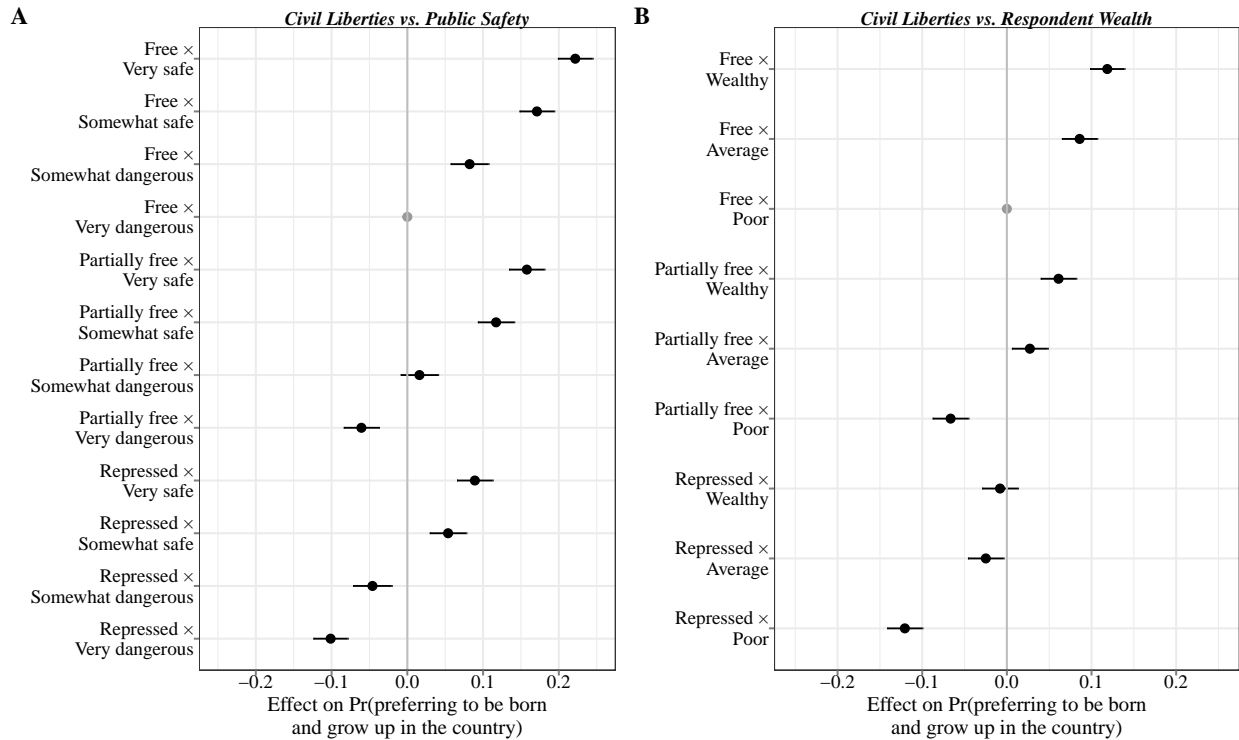 A
Civil Liberties vs. Public Safety
Free ×
Very safe
Free ×
Somewhat safe
Free ×
Somewhat dangerous
Free ×
Very dangerous
Partially free ×
Very safe
Partially free ×
Somewhat safe
Partially free ×
Somewhat dangerous
Partially free ×
Very dangerous
Repressed ×
Very safe
Repressed ×
Somewhat safe
Repressed ×
Somewhat dangerous
Repressed ×
Very dangerous
−0.2 −0.1 0.0 0.1 0.2
Effect on Pr(preferring to be born
and grow up in the country)
B
Civil Liberties vs. Respondent Wealth
Free ×
Wealthy
Free ×
Average
Free ×
Poor
Partially free ×
Wealthy
Partially free ×
Average
Partially free ×
Poor
Repressed ×
Wealthy
Repressed ×
Average
Repressed ×
Poor
−0.2 −0.1 0.0 0.1 0.2
Effect on Pr(preferring to be born
and grow up in the country)